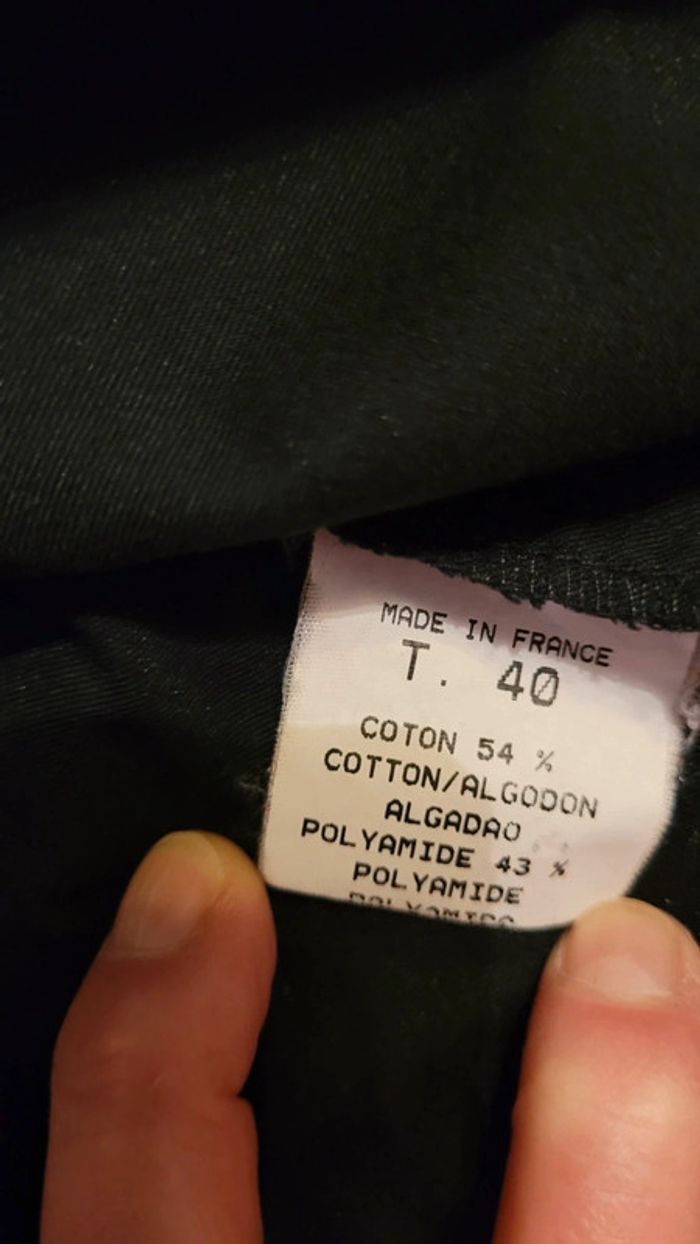 MADE IN FRANCE
T. 40
COTON 54 %
COTTON/ALGODON
ALGADAO
POLYAMIDE 43 %
POLYAMIDE